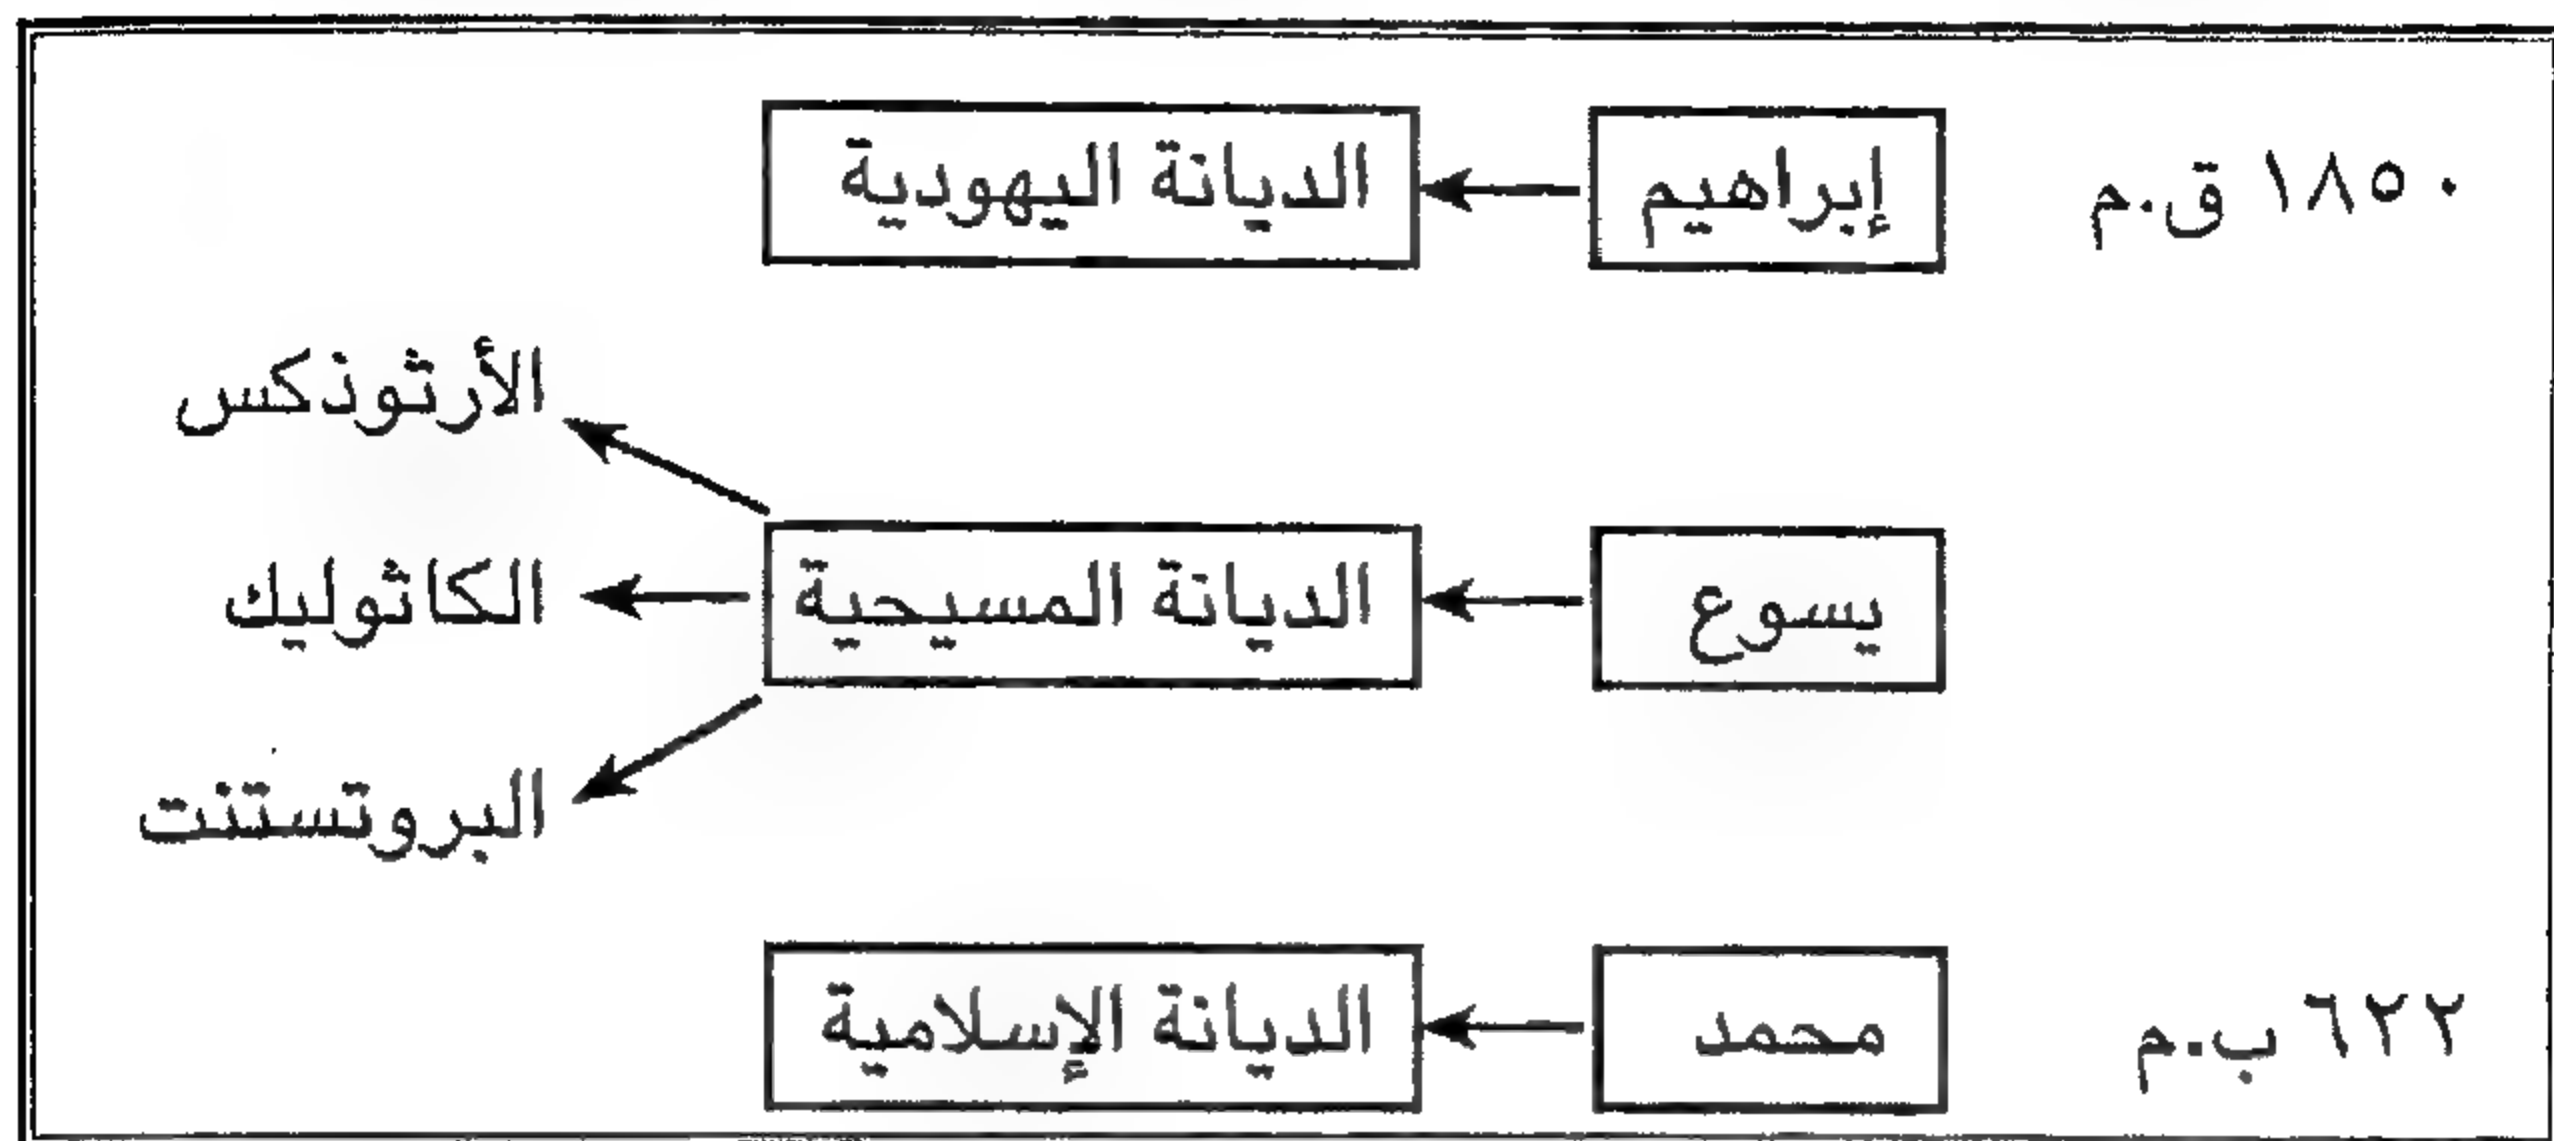 ١٨٥٠ ق.م إبراهيم الديانة اليهودية
الأرثوذكس
يسوع الديانة المسيحية الكاثوليك
البروتستنت
٦٢٢ ب.م محمد الديانة الإسلامية